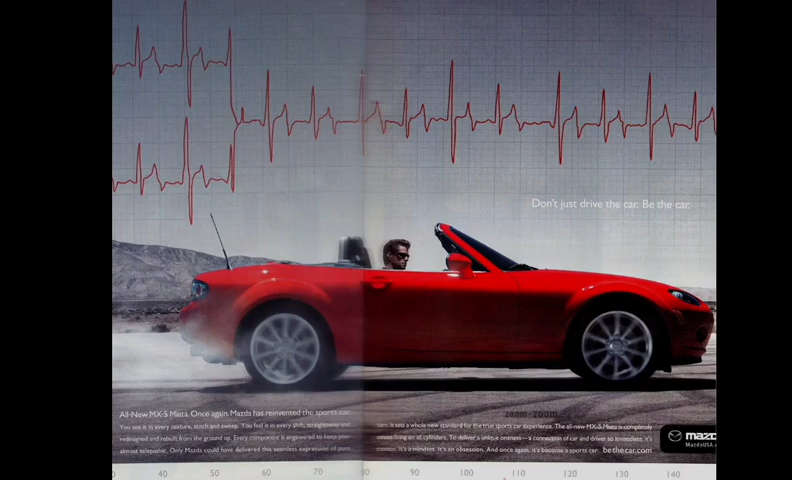 Don't just drive the car. Be the car.
zoom-zoom
All-New MX-5 Miata. Once again, Mazda has reinvented the sports car.
You see it in every texture, stitch and sweep. You feel it in every shift, straightaway and
redesigned and rebuilt from the ground up. Every component is engineered to keep your
almost telepathic. Only Mazda could have delivered this seamless expression of pure
turn. It sets a whole new standard for the true sports car experience. The all-new MX-5 Miata is completely
firing on all cylinders. To deliver a unique oneness—a connection of car and driver so immediate, it's
It's a mindset. It's an obsession. And once again, it's become a sports car. bethecar.com
mazd
MazdaUSA
0 40 50 60 70 80 90 100 110 120 130 140